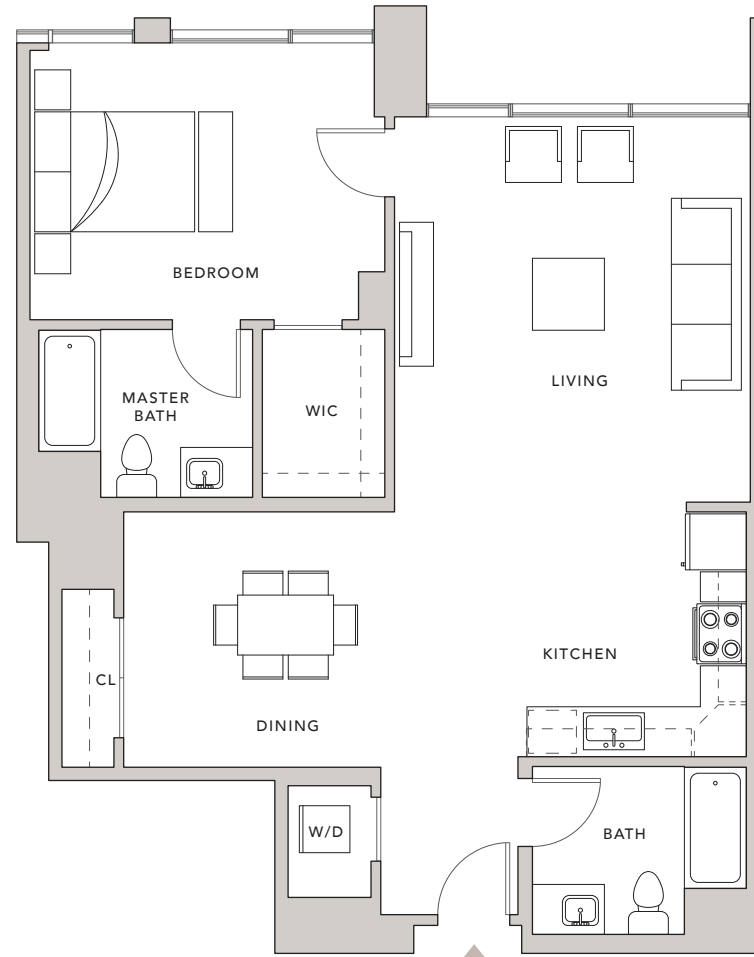 BEDROOM
LIVING
MASTER
BATH
WIC
KITCHEN
CL
DINING
W/D
BATH